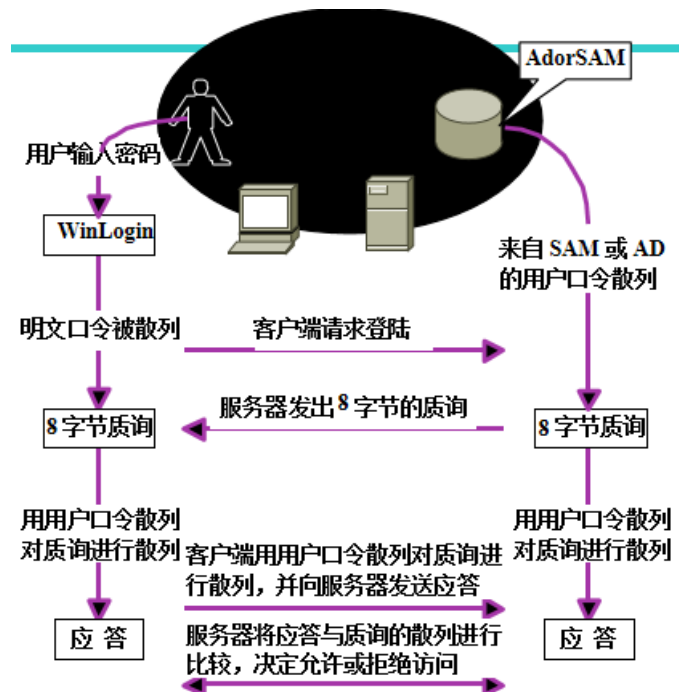 AdorSAM
用户输入密码
WinLogin
来自 SAM 或 AD
的用户口令散列
明文口令被散列
客户端请求登陆
服务器发出 8 字节的质询
8 字节质询
8 字节质询
用用户口令散列
对质询进行散列
用用户口令散列
对质询进行散列
客户端用用户口令散列对质询进
行散列，并向服务器发送应答
应 答
应 答
服务器将应答与质询的散列进行
比较，决定允许或拒绝访问